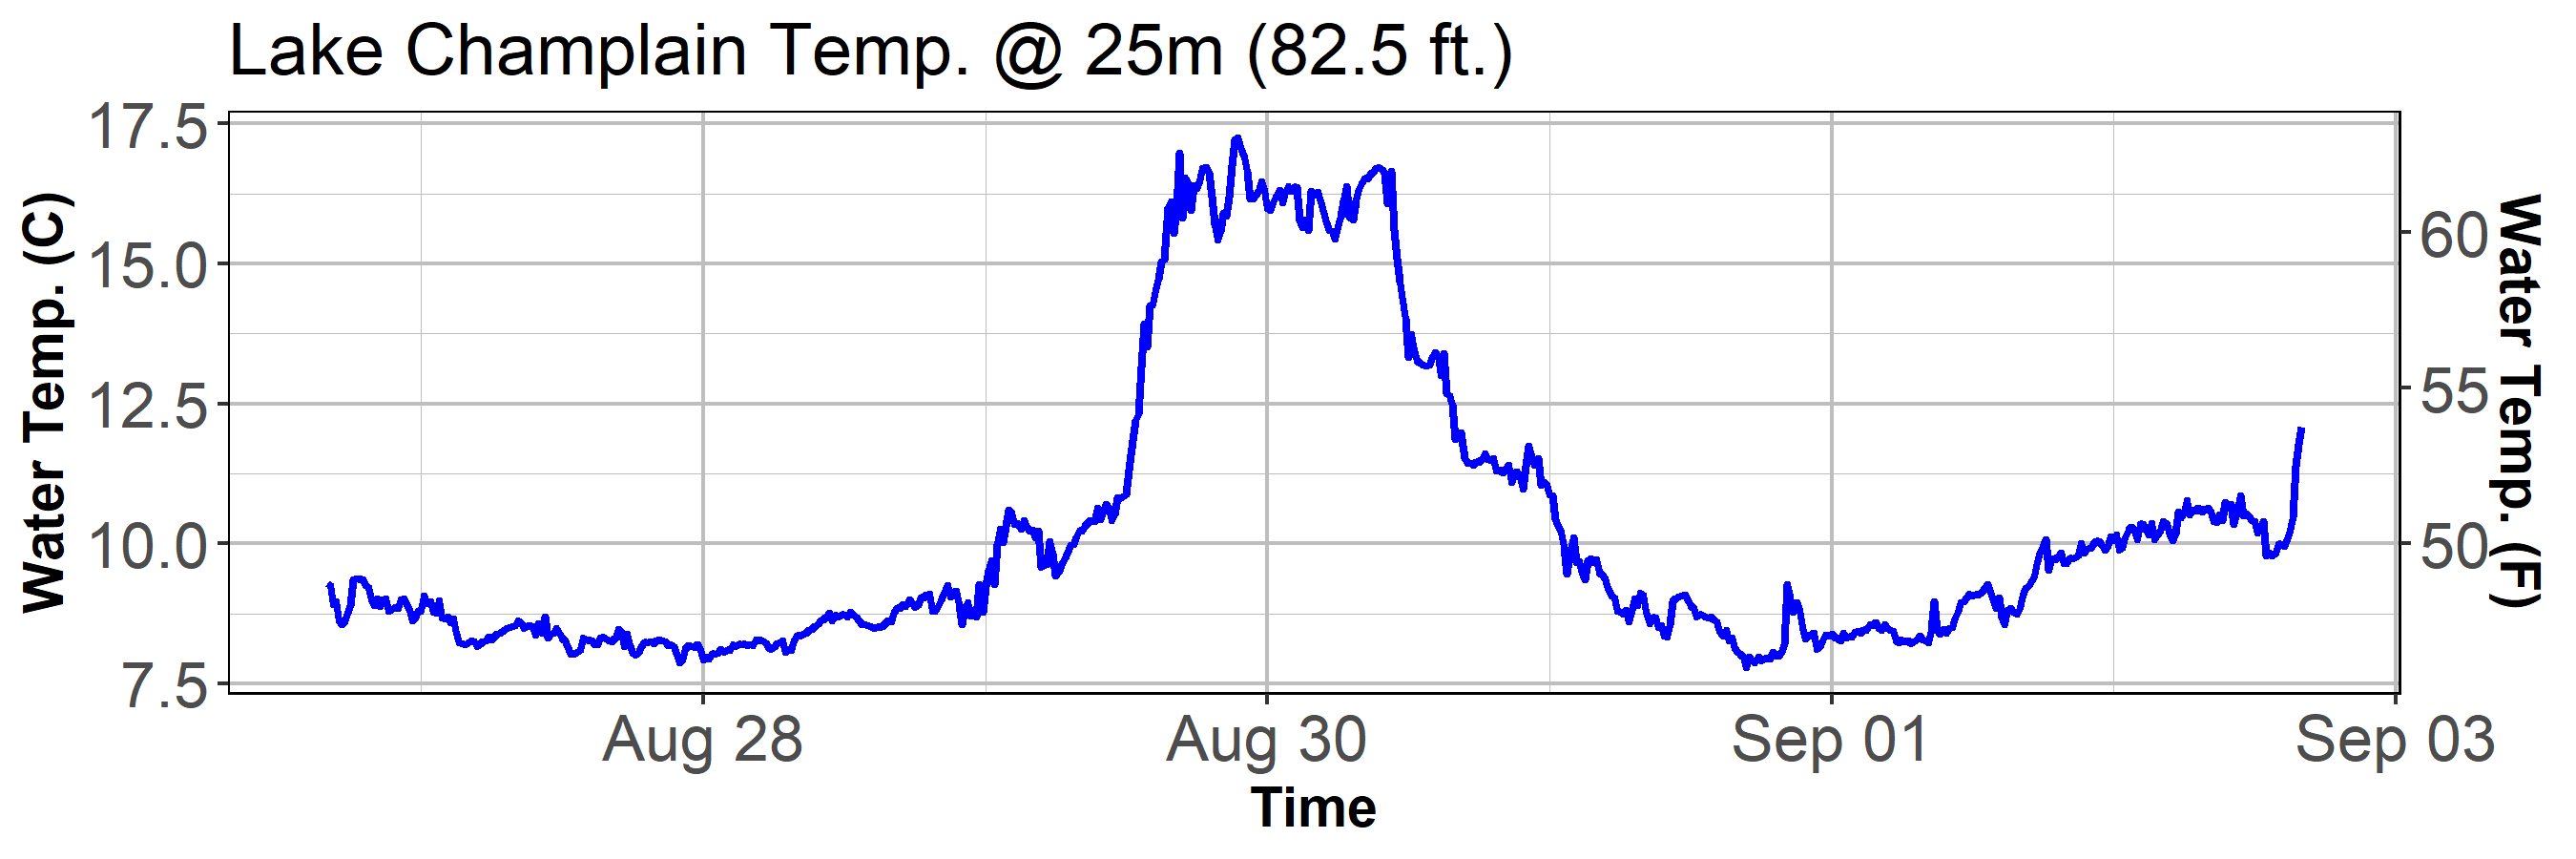 Lake Champlain Temp. @ 25m (82.5 ft.)
Water Temp. (C)
17.5
15.0
12.5
10.0
7.5
60
55
50
Water Temp. (F)
Aug 28
Aug 30
Sep 01
Sep 03
Time